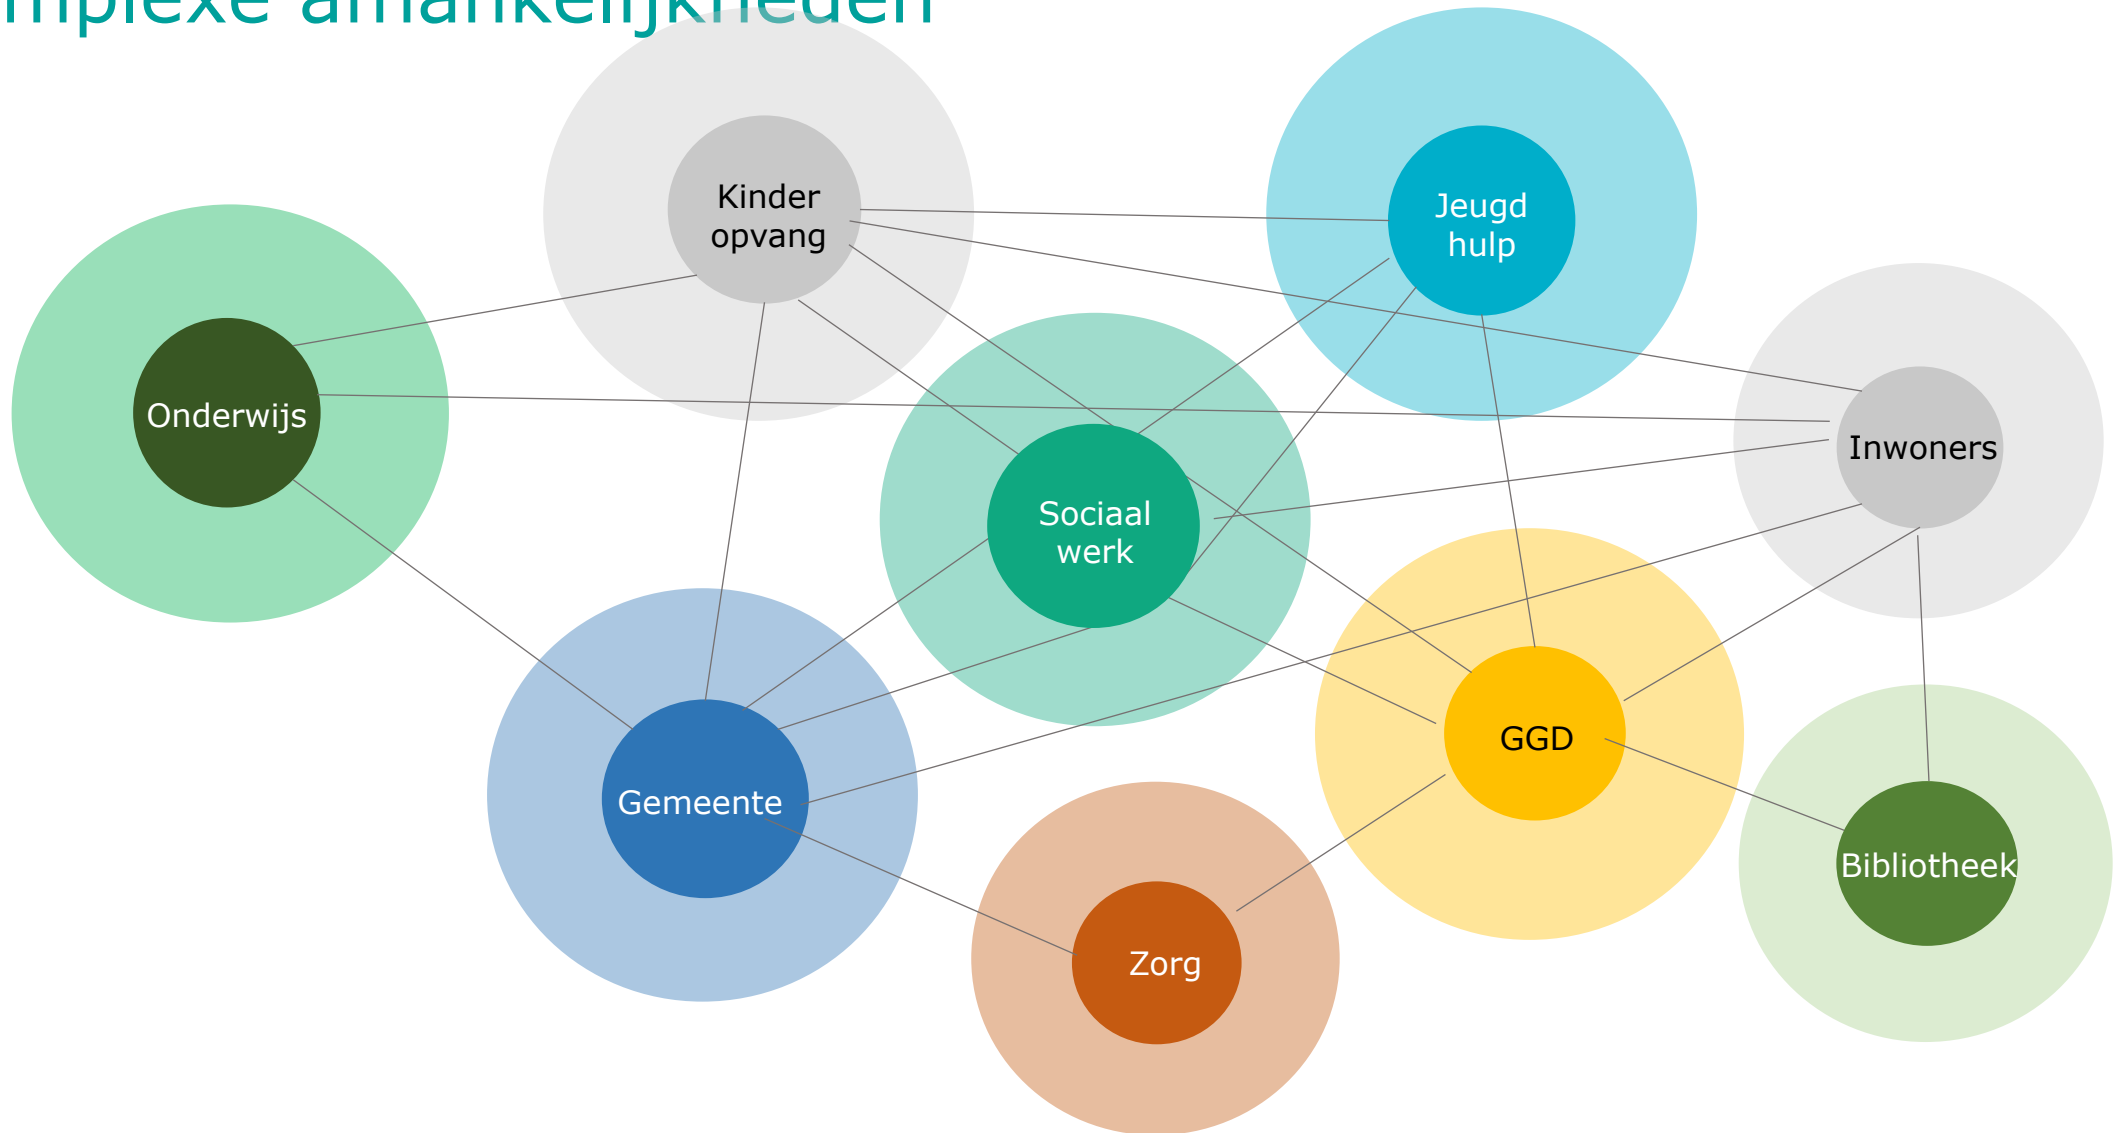 Kinder
opvang
Jeugd
hulp
Onderwijs
Inwoners
Sociaal
werk
GGD
Gemeente
Bibliotheek
Zorg